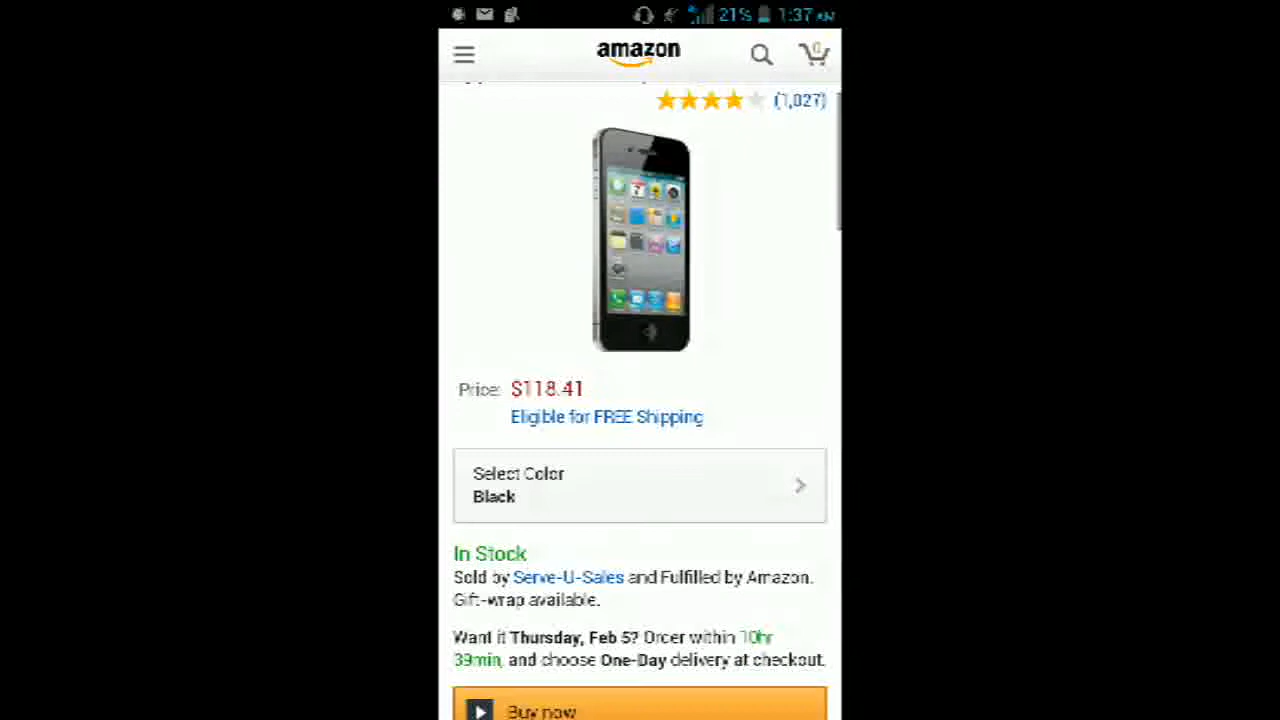 21% 1:37 AM
amazon
0
(1,027)
Price: $118.41
Eligible for FREE Shipping
Select Color
Black
In Stock
Sold by Serve-U-Sales and Fulfilled by Amazon.
Gift-wrap available.
Want it Thursday, Feb 5? Order within 10hr
39min, and choose One-Day delivery at checkout.
Buy now